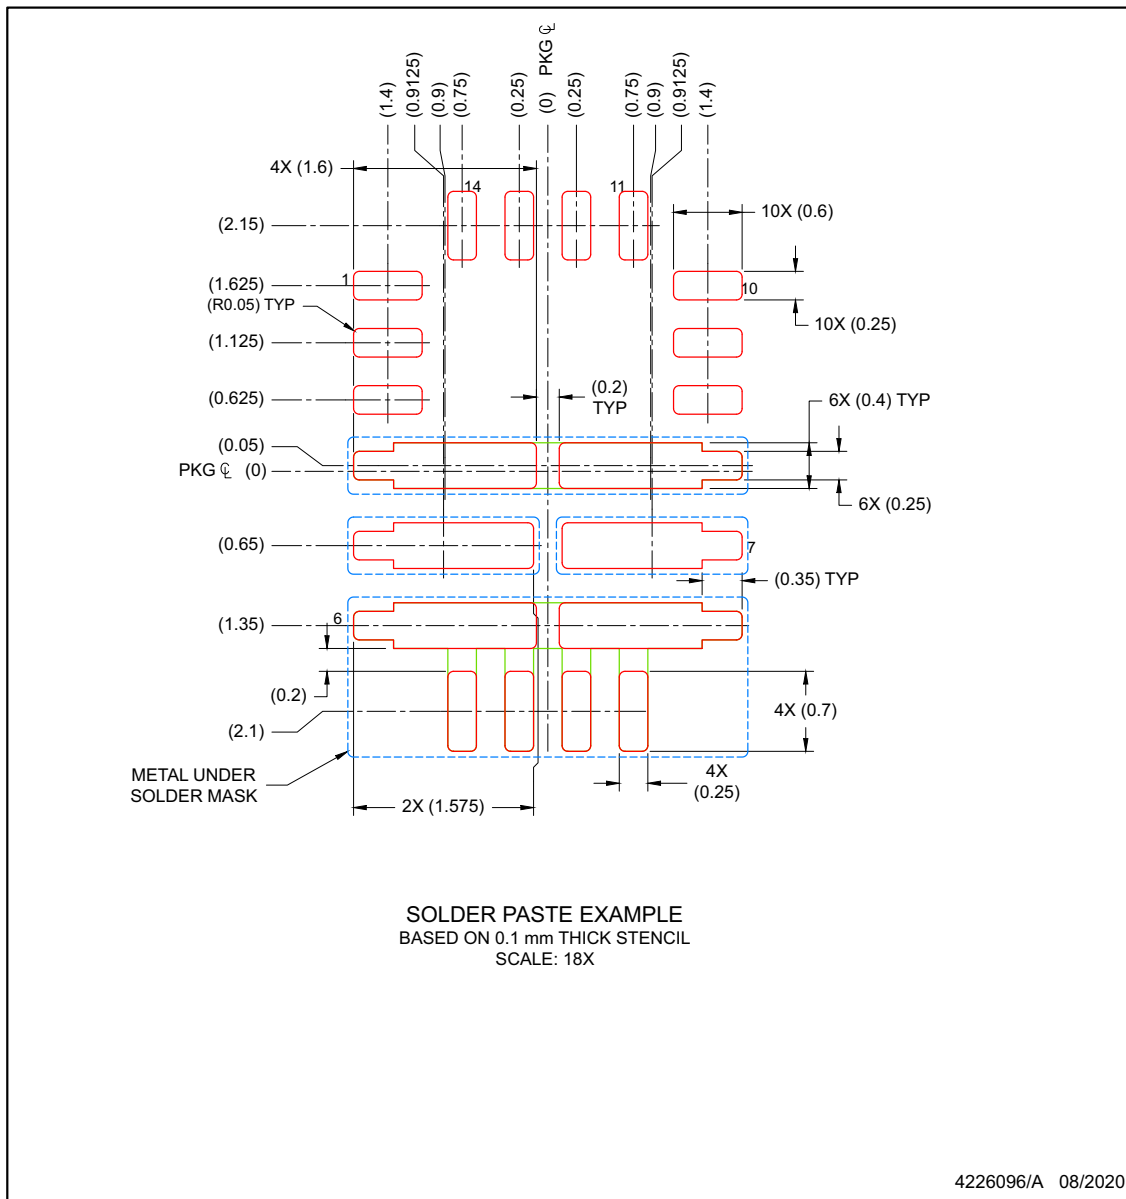 (1.4)
(0.9125)
(0.9)
(0.75)
(0.25)
(0) PKG ℄
(0.25)
(0.75)
(0.9)
(0.9125)
(1.4)
4X (1.6)
14
11
10X (0.6)
(2.15)
(1.625)
1
10
(R0.05) TYP
10X (0.25)
(1.125)
(0.625)
(0.2)
TYP
6X (0.4) TYP
(0.05)
PKG ℄ (0)
6X (0.25)
(0.65)
7
(0.35) TYP
(1.35)
6
(0.2)
4X (0.7)
(2.1)
METAL UNDER
SOLDER MASK
4X
(0.25)
2X (1.575)
SOLDER PASTE EXAMPLE
BASED ON 0.1 mm THICK STENCIL
SCALE: 18X
4226096/A 08/2020